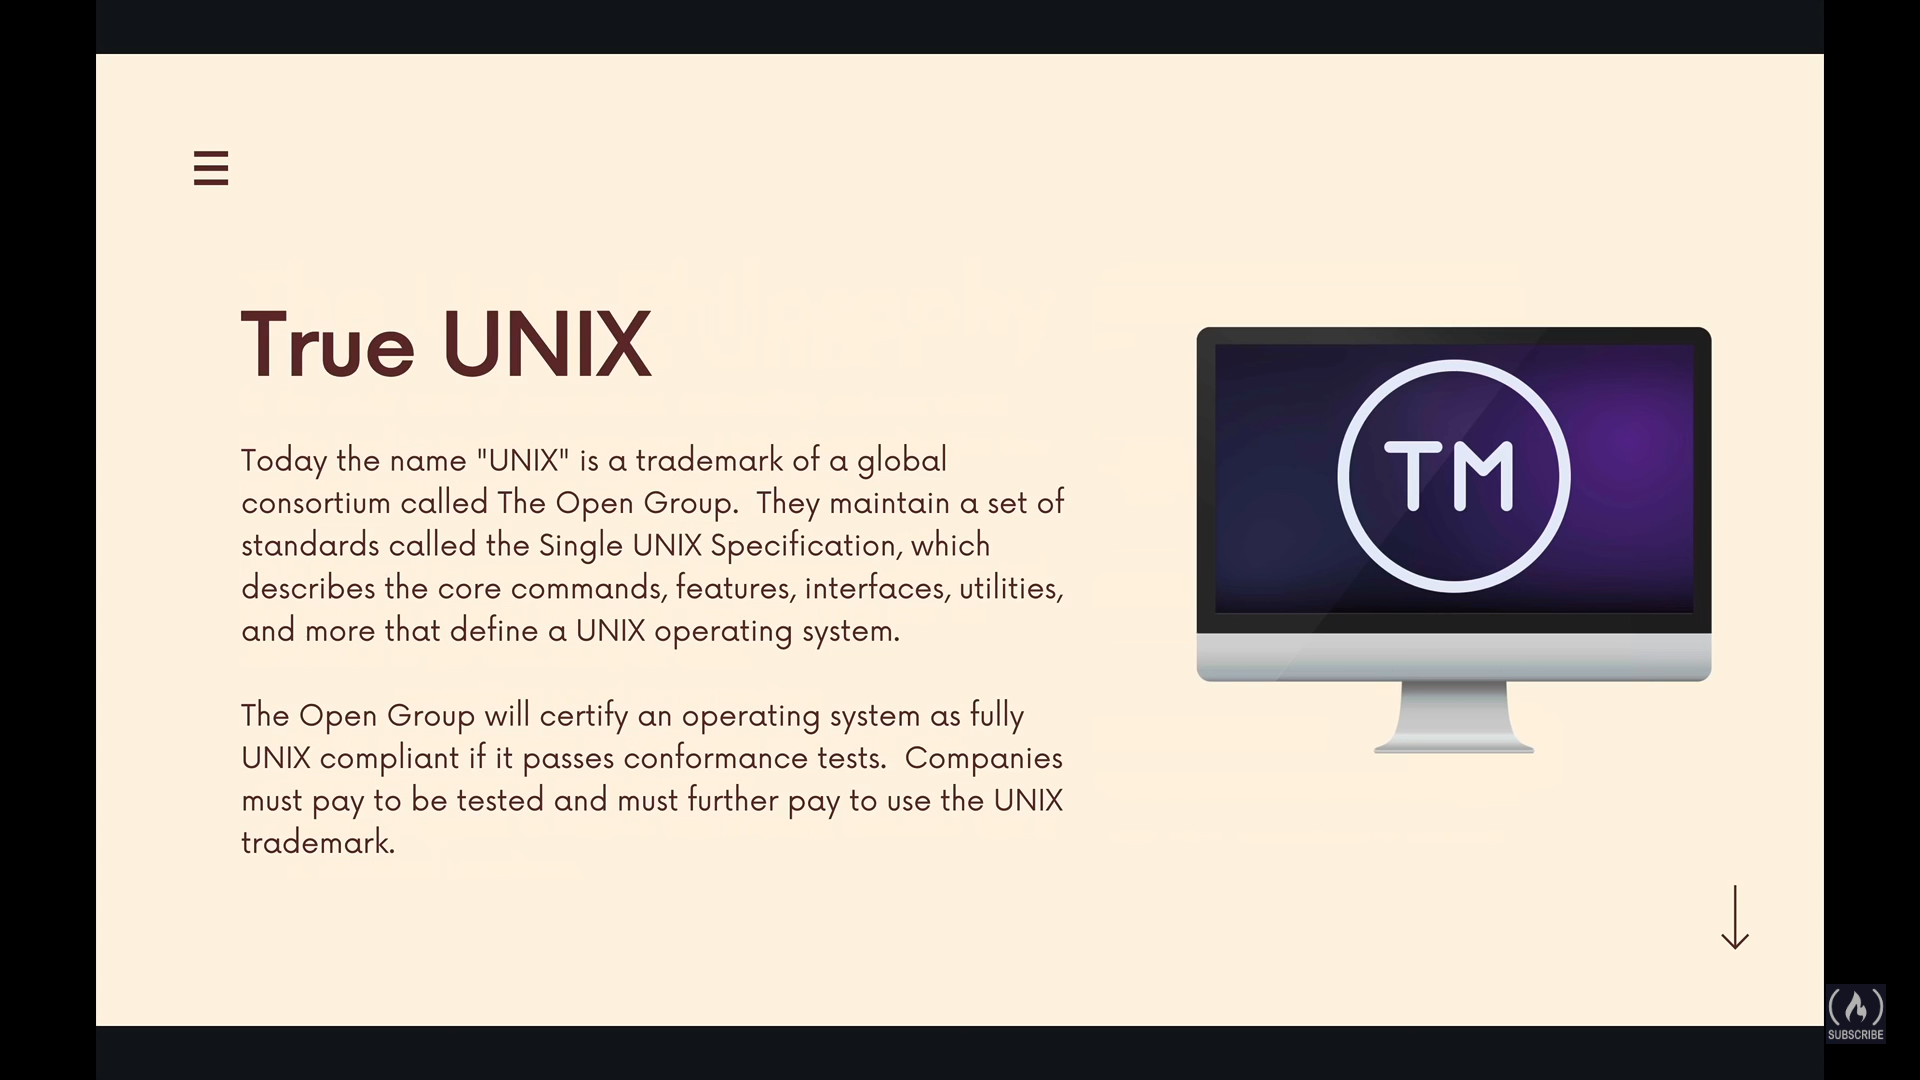 True UNIX
Today the name "UNIX" is a trademark of a global
consortium called The Open Group.  They maintain a set of
standards called the Single UNIX Specification, which
describes the core commands, features, interfaces, utilities,
and more that define a UNIX operating system.
The Open Group will certify an operating system as fully
UNIX compliant if it passes conformance tests.  Companies
must pay to be tested and must further pay to use the UNIX
trademark.
TM
SUBSCRIBE